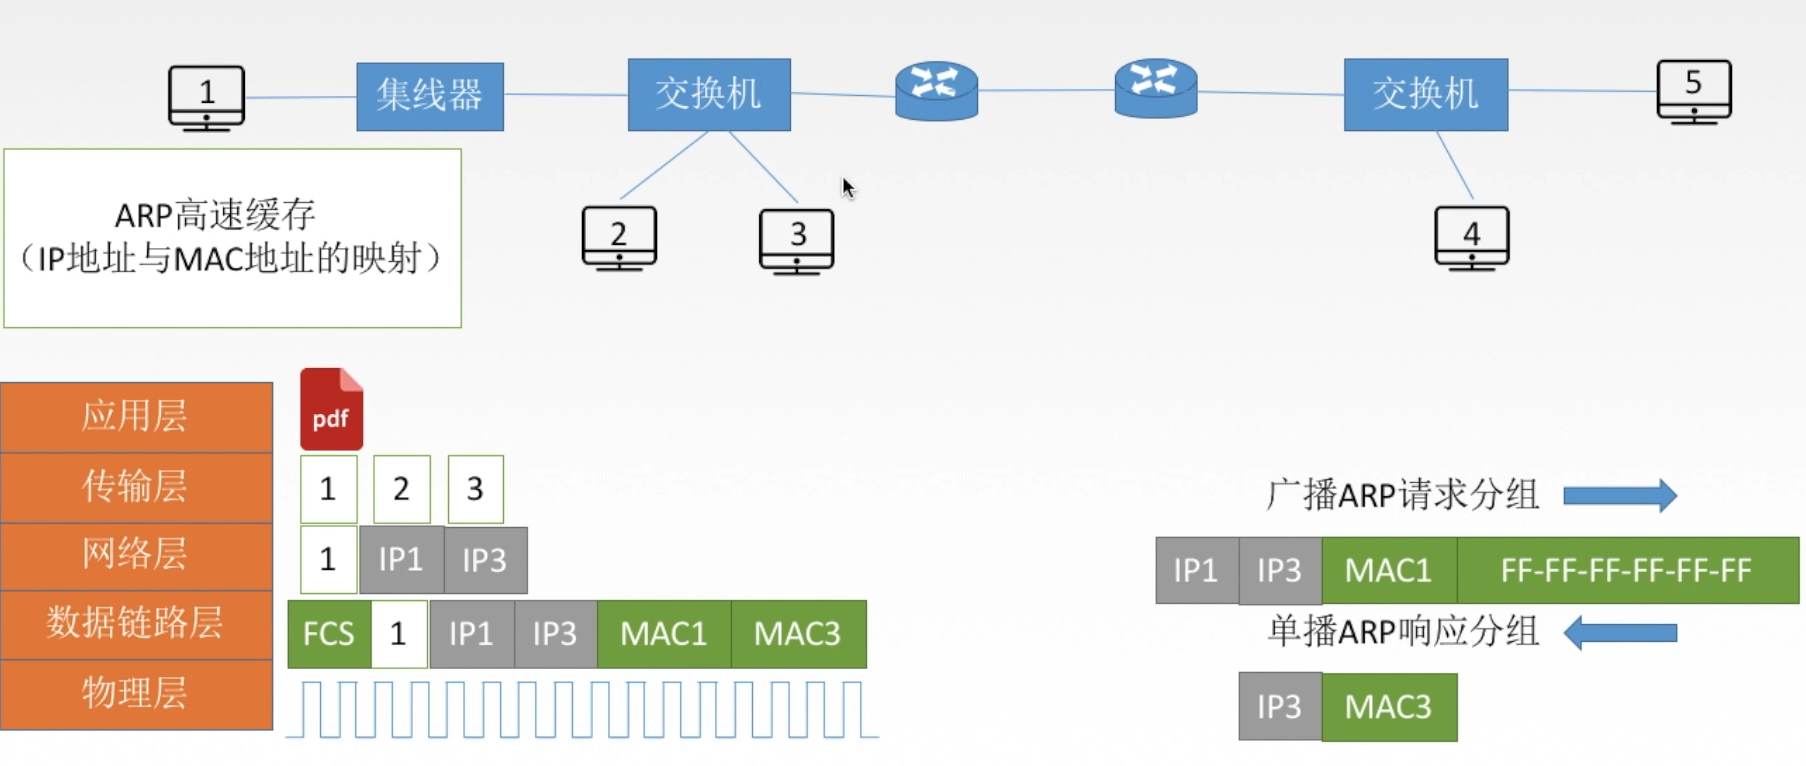 1
集线器
交换机
交换机
5
2
3
4
ARP高速缓存
（IP地址与MAC地址的映射）
应用层
pdf
传输层
1 2 3
网络层
1 IP1 IP3
数据链路层
FCS 1 IP1 IP3 MAC1 MAC3
物理层
广播ARP请求分组
IP1 IP3 MAC1 FF-FF-FF-FF-FF-FF
单播ARP响应分组
IP3 MAC3